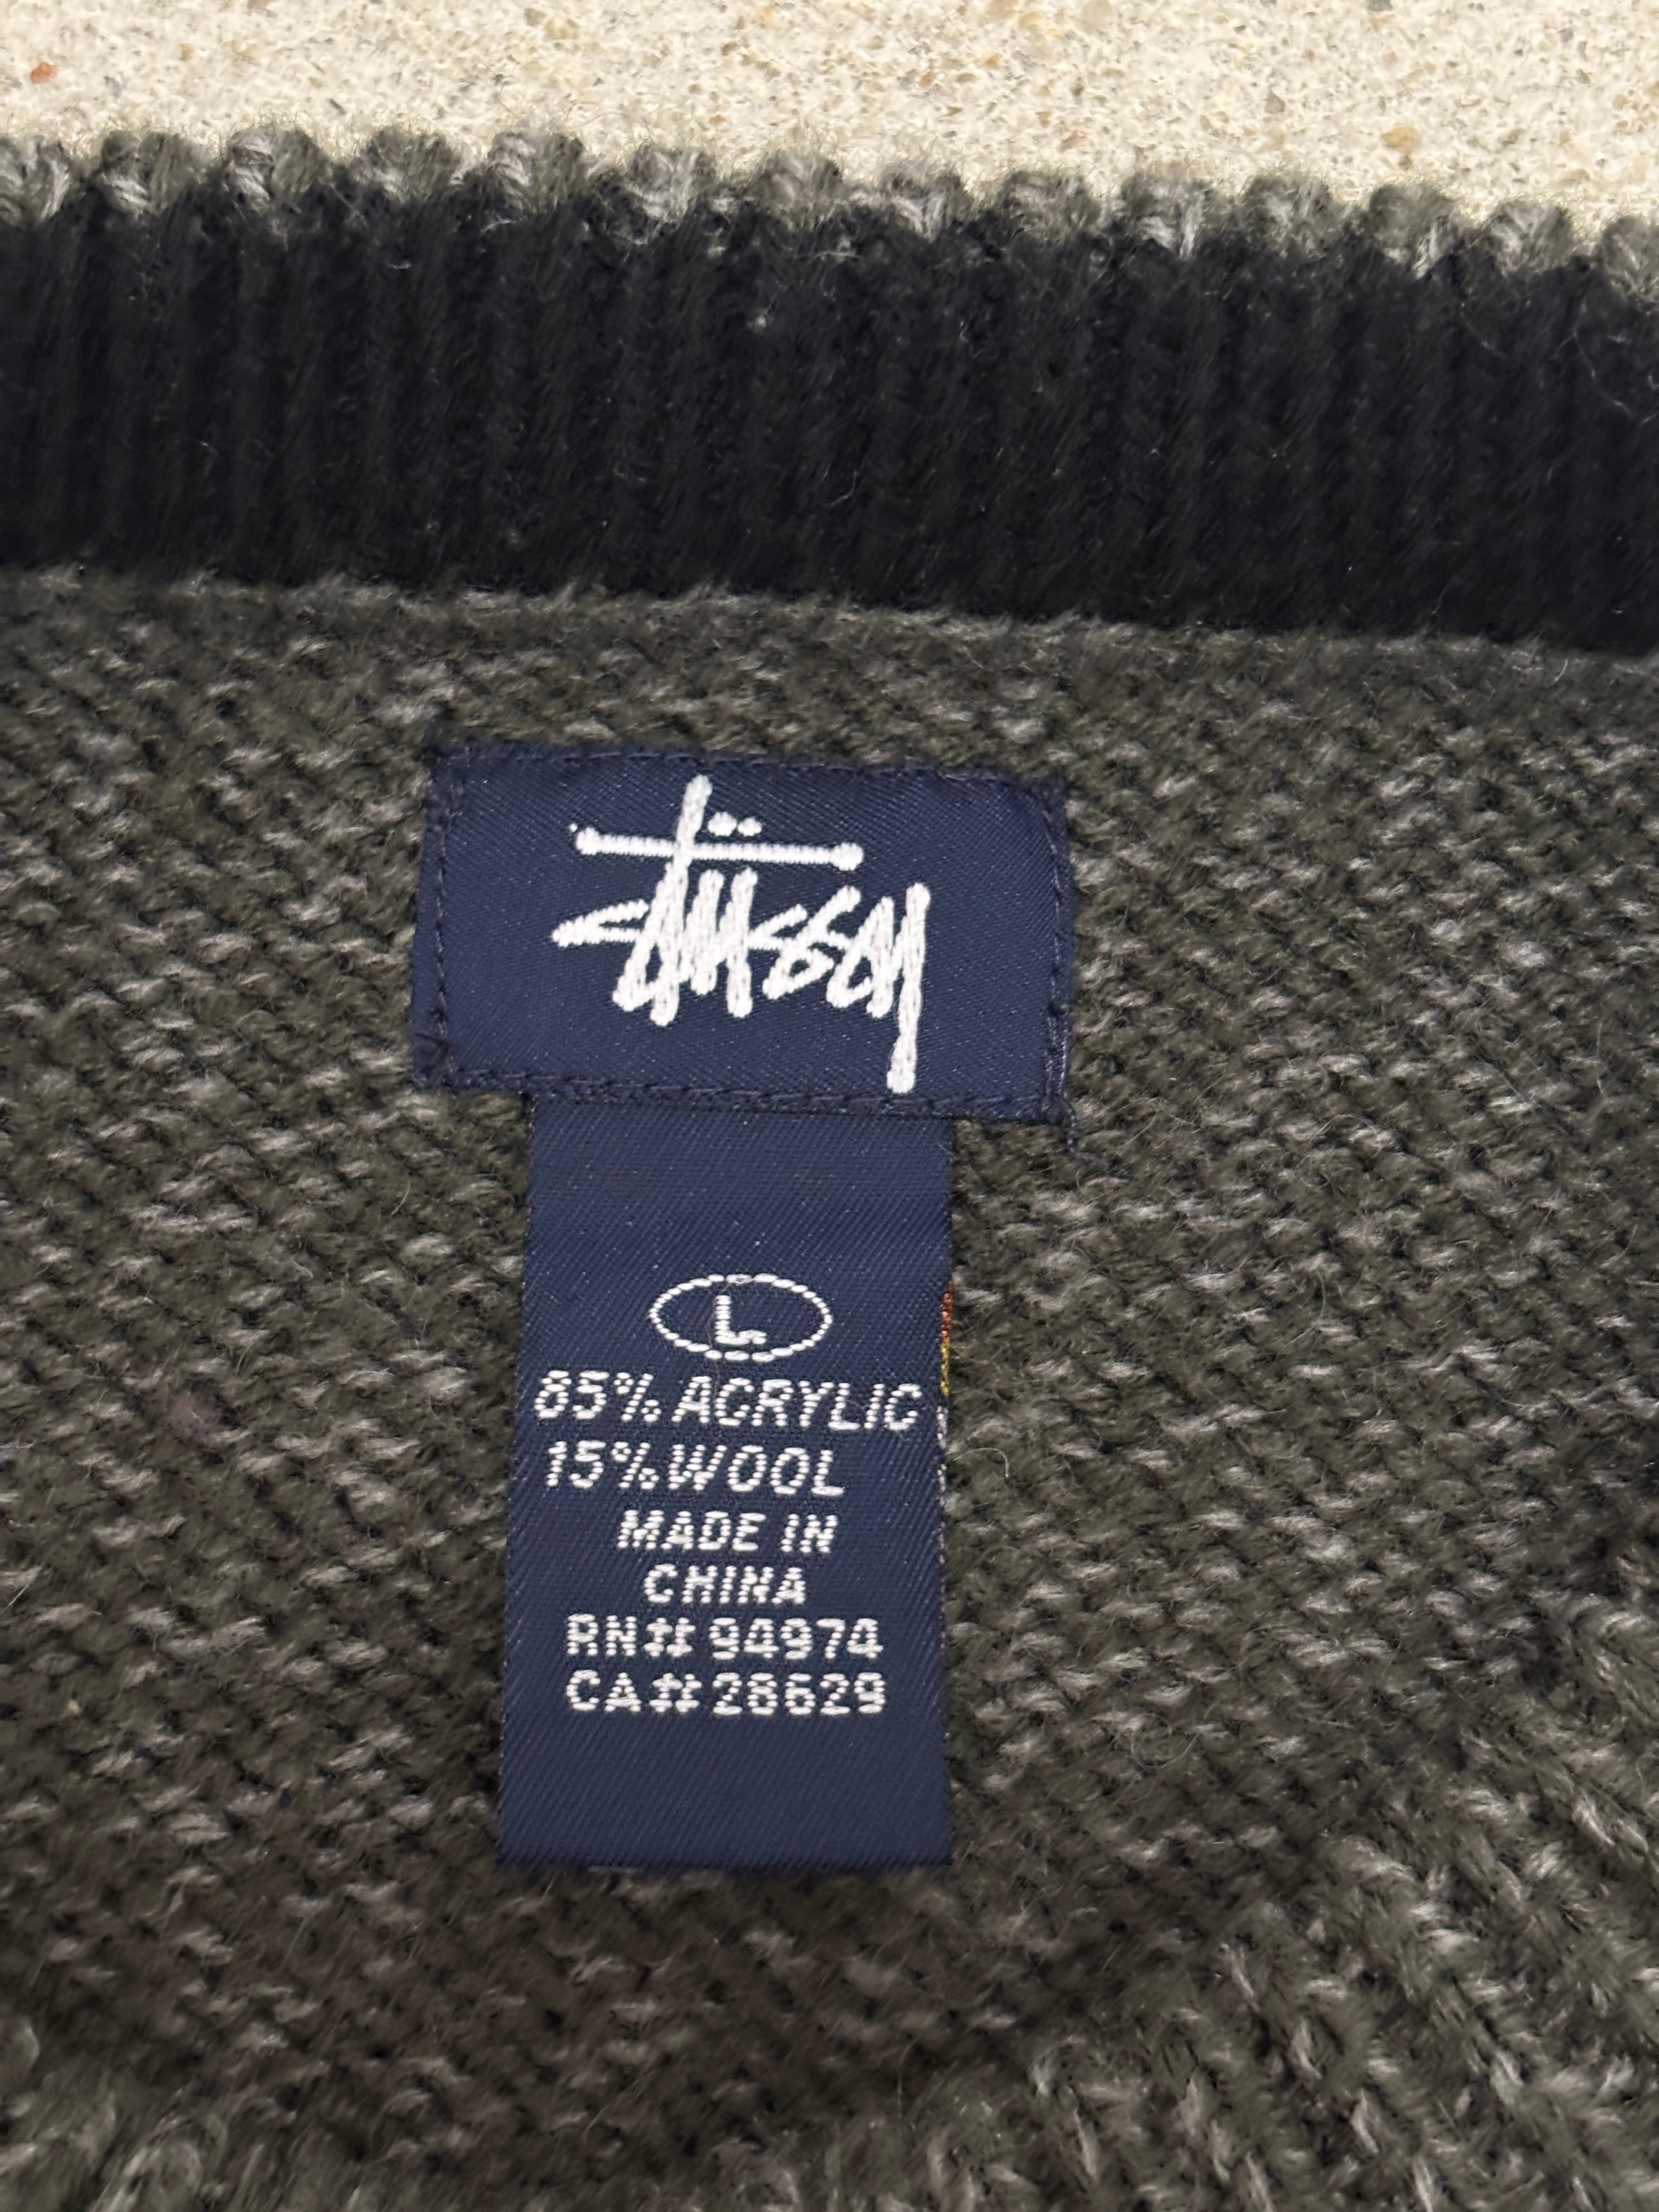 Stüssy
L
85% ACRYLIC
15% WOOL
MADE IN
CHINA
RN# 94974
CA# 28629